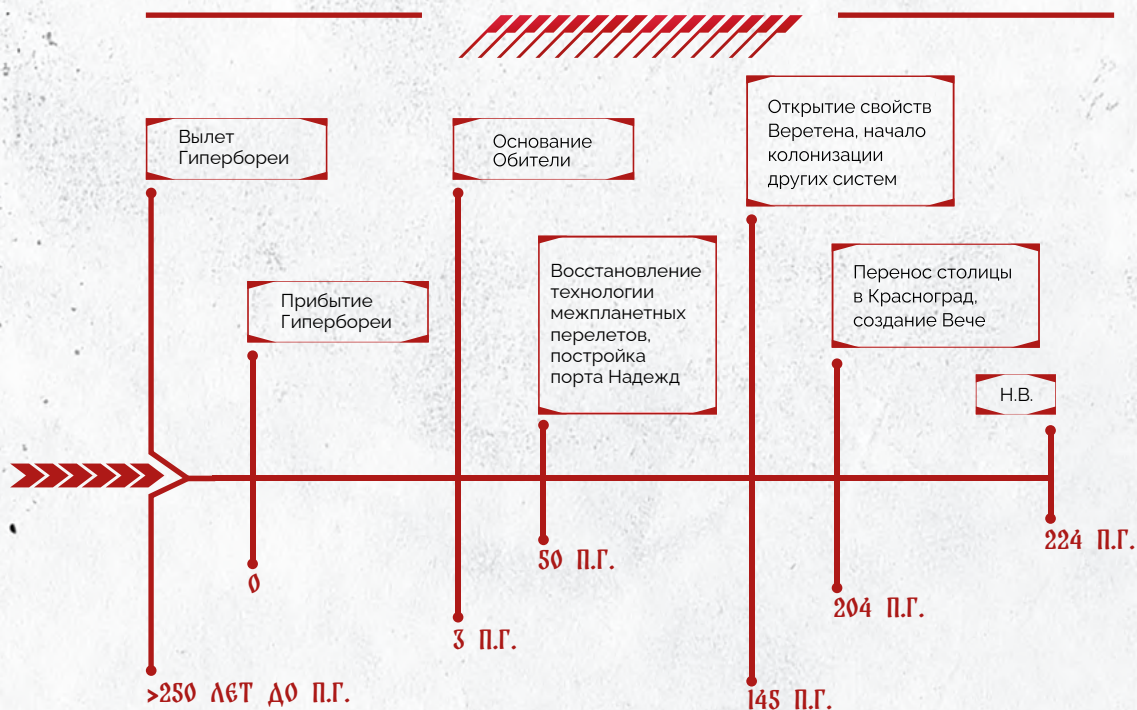 Вылет
Гипербореи
>250 ЛЕТ ДО П.Г.
Прибытие
Гипербореи
0
Основание
Обители
3 П.Г.
Восстановление
технологии
межпланетных
перелетов,
постройка
порта Надежд
50 П.Г.
Открытие свойств
Веретена, начало
колонизации
других систем
145 П.Г.
Перенос столицы
в Красноград,
создание Вече
204 П.Г.
Н.В.
224 П.Г.